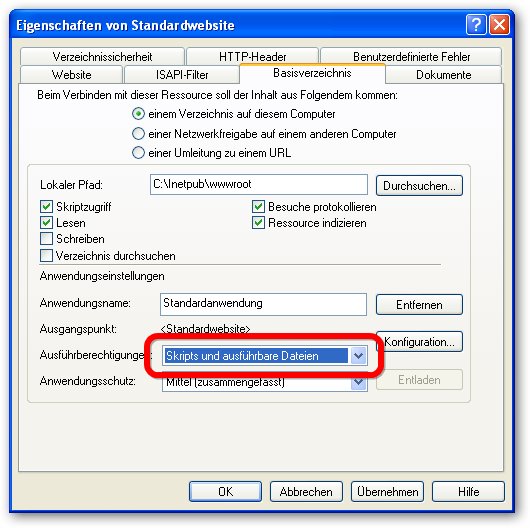 Eigenschaften von Standardwebsite
Verzeichnissicherheit HTTP-Header Benutzerdefinierte Fehler
Website ISAPI-Filter Basisverzeichnis Dokumente
Beim Verbinden mit dieser Ressource soll der Inhalt aus Folgendem kommen:
einem Verzeichnis auf diesem Computer
einer Netzwerkfreigabe auf einem anderen Computer
einer Umleitung zu einem URL
Lokaler Pfad: C:\Inetpub\wwwroot Durchsuchen...
Skriptzugriff Besuche protokollieren
Lesen Ressource indizieren
Schreiben
Verzeichnis durchsuchen
Anwendungseinstellungen
Anwendungsname: Standardanwendung Entfernen
Ausgangspunkt: <Standardwebsite>
Konfiguration...
Ausführberechtigungen: Skripts und ausführbare Dateien
Anwendungsschutz: Mittel (zusammengefasst) Entladen
OK Abbrechen Übernehmen Hilfe